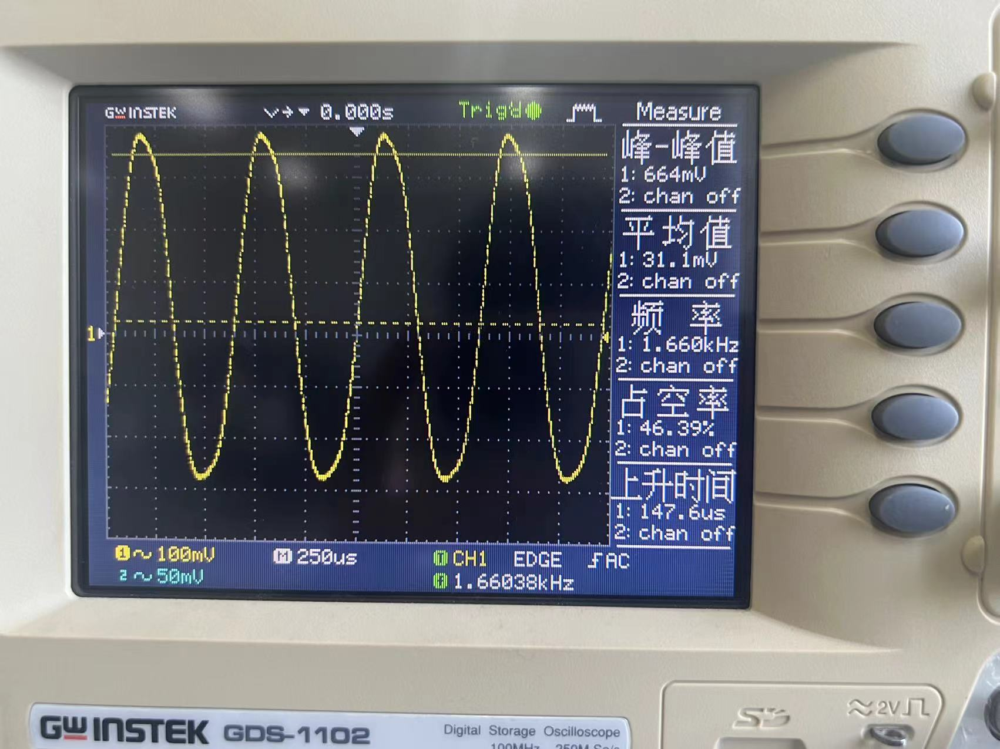 GW INSTEK
0.000s
Trig'd
Measure
峰-峰值
1: 664mV
2: chan off
平均值
1: 31.1mV
2: chan off
频 率
1: 1.660kHz
2: chan off
占空率
1: 46.39%
2: chan off
上升时间
1: 147.6us
2: chan off
1
1 ~ 100mV
M 250us
T CH1 EDGE AC
2 ~ 50mV
f 1.66038kHz
GW INSTEK GDS-1102
Digital Storage Oscilloscope
100MHz 250M Sa/s
SD
≈2V